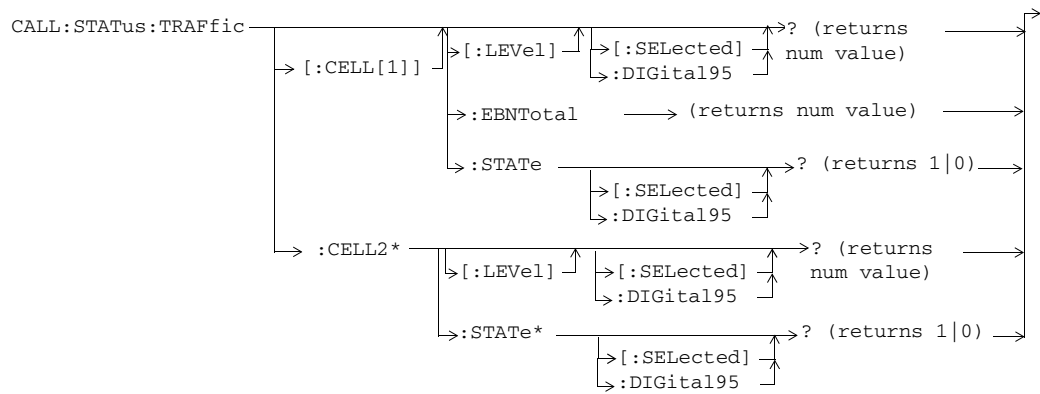 CALL:STATus:TRAFfic
? (returns
num value)
[:CELL[1]]
[:LEVel]
[:SELected]
:DIGital95
:EBNTotal
(returns num value)
:STATe
? (returns 1|0)
[:SELected]
:DIGital95
:CELL2*
? (returns
num value)
[:LEVel]
[:SELected]
:DIGital95
:STATe*
? (returns 1|0)
[:SELected]
:DIGital95